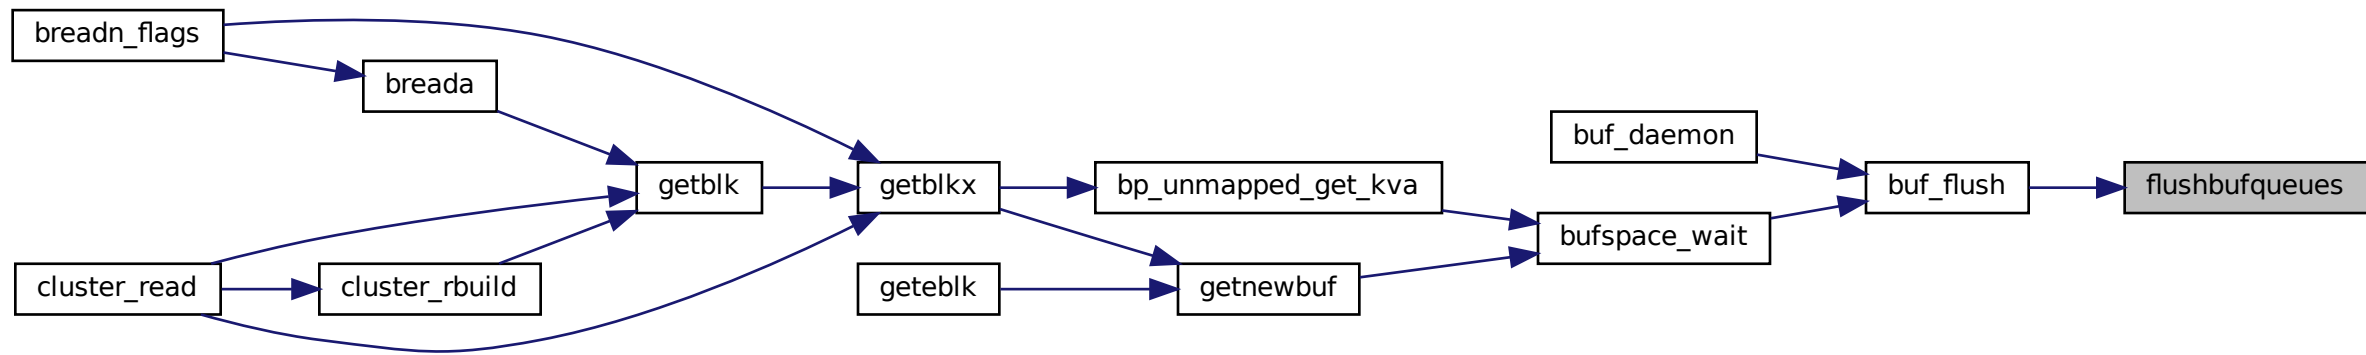 breadn_flags
breada
buf_daemon
getblk
getblkx
bp_unmapped_get_kva
buf_flush
flushbufqueues
bufspace_wait
cluster_read
cluster_rbuild
geteblk
getnewbuf